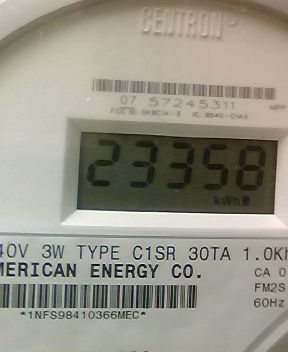 CENTRON
07 57245311
23358
kWh
40V 3W TYPE C1SR 30TA 1.0Kh
MERICAN ENERGY CO.
CA 0
FM2S
60Hz
*1NFS98410366MEC*